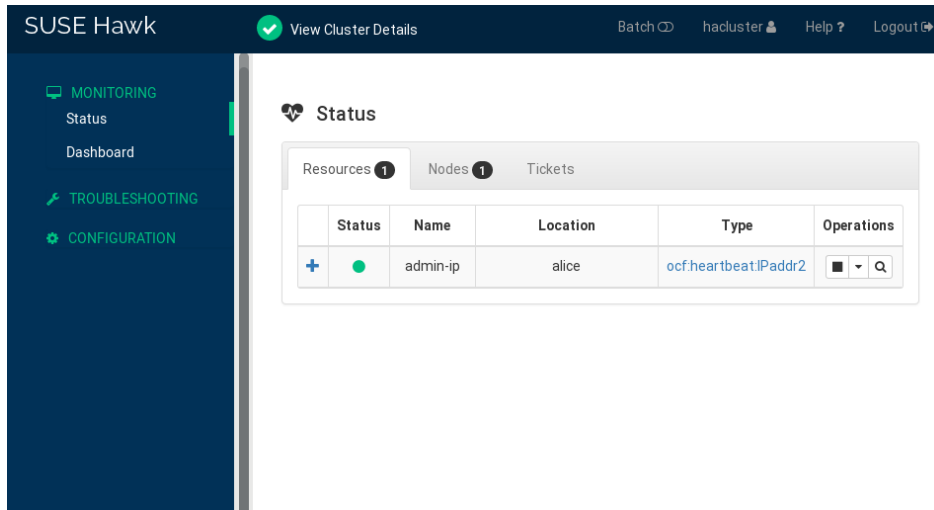 SUSE Hawk
View Cluster Details
Batch hacluster Help ? Logout
MONITORING
Status
Dashboard
TROUBLESHOOTING
CONFIGURATION
Status
Resources 1 Nodes 1 Tickets
Status Name Location Type Operations
admin-ip alice ocf:heartbeat:IPaddr2